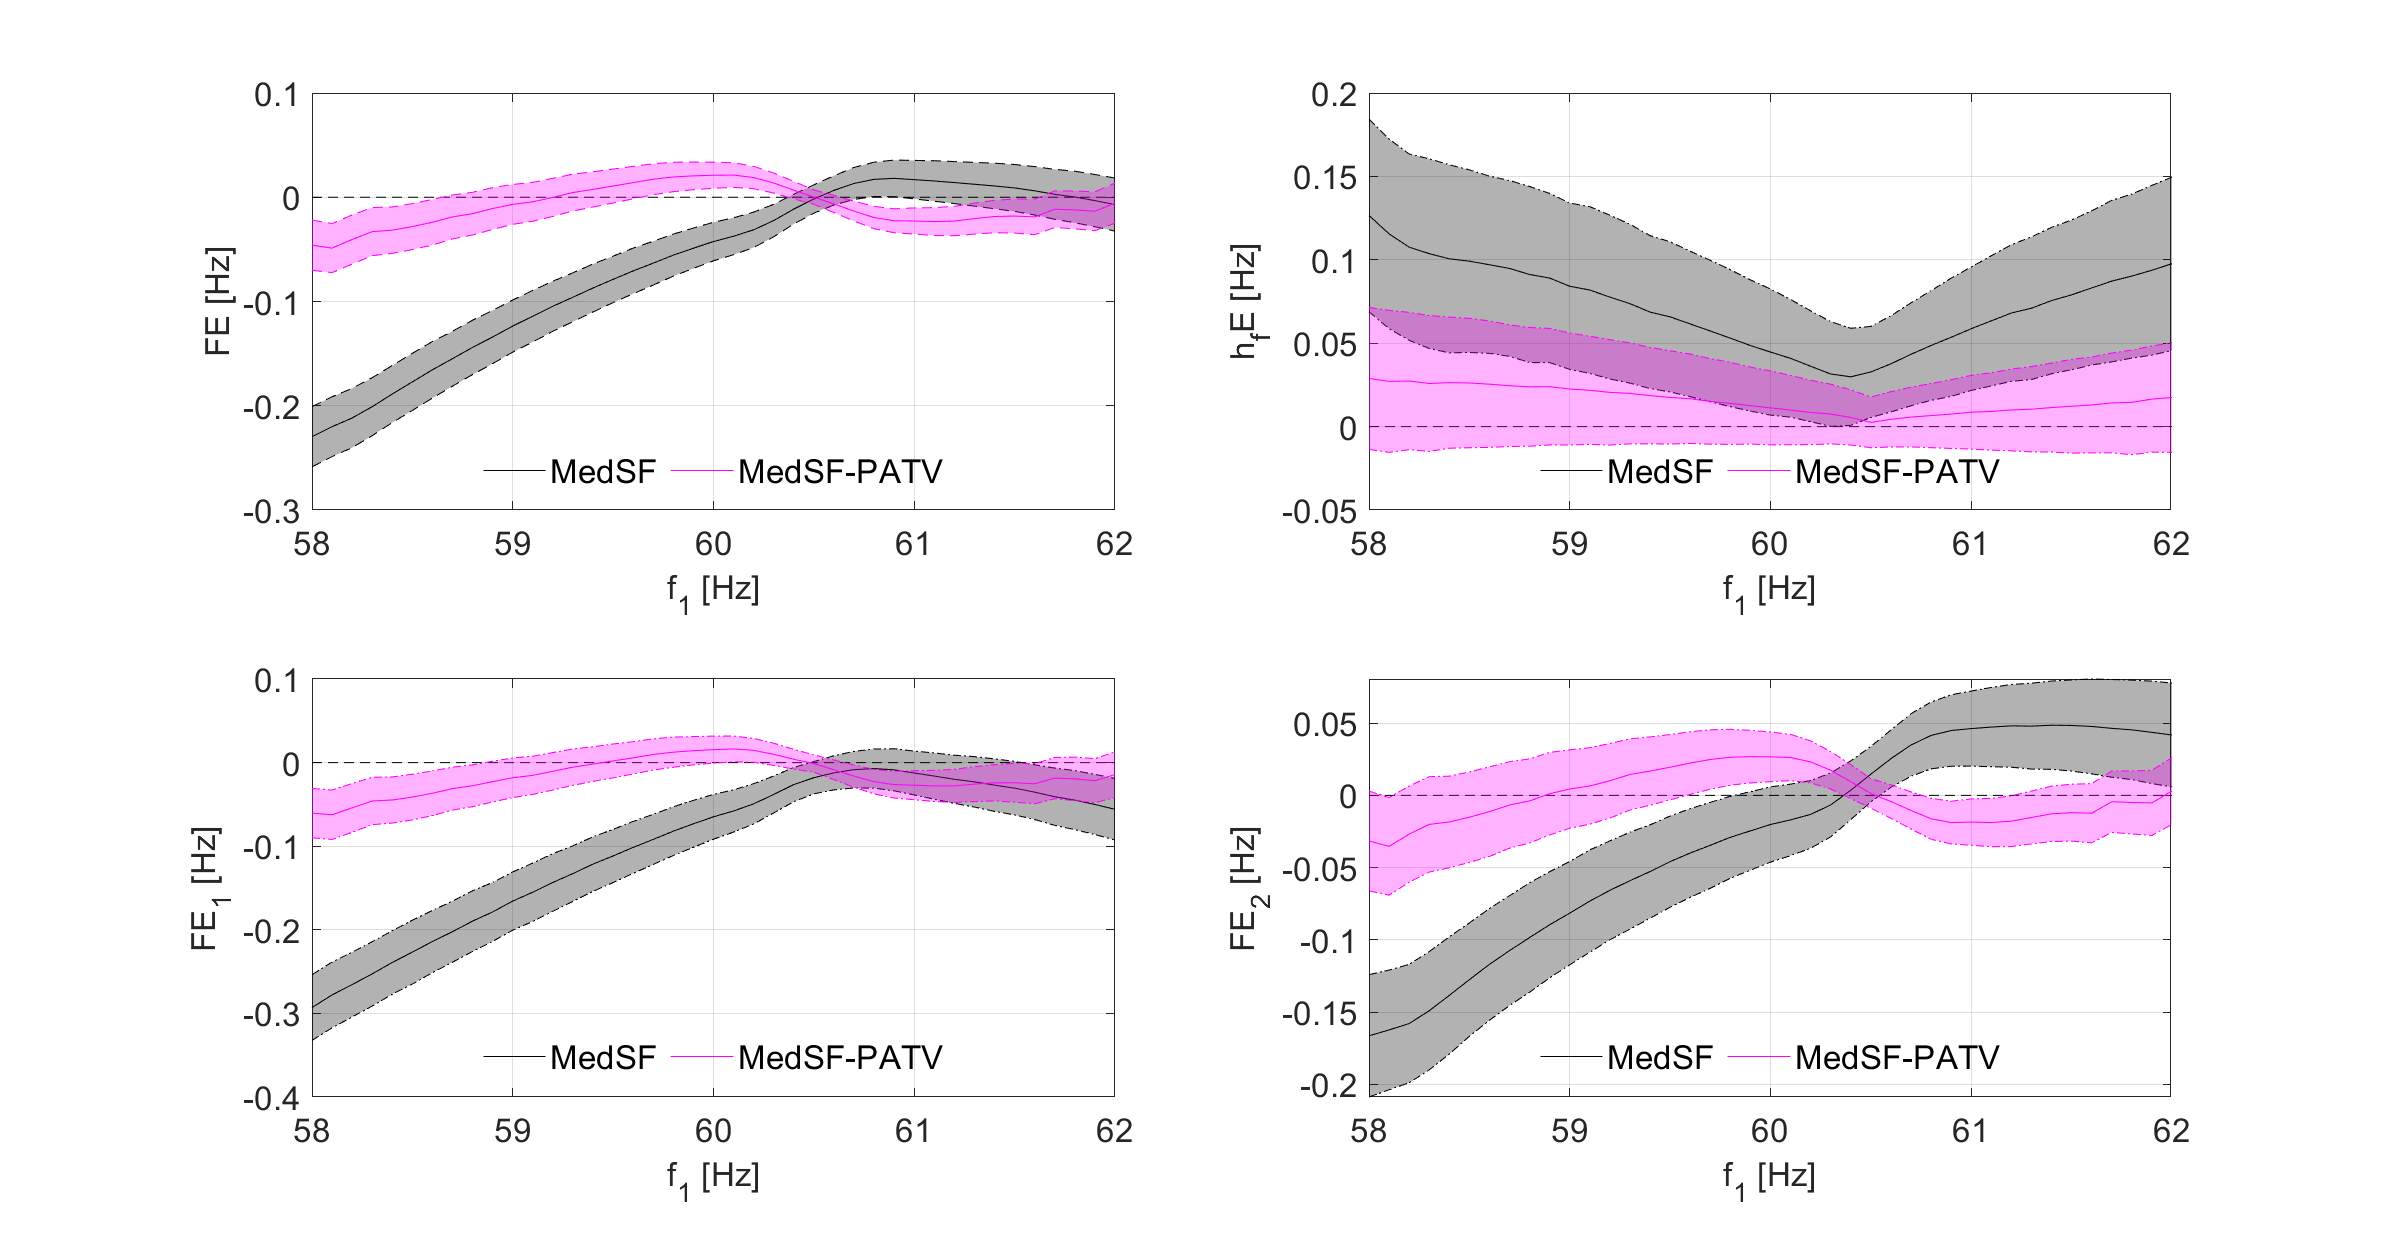 0.1
0
-0.1
-0.2
-0.3
FE [Hz]
MedSF MedSF-PATV
58 59 60 61 62
f1 [Hz]
0.2
0.15
0.1
0.05
0
-0.05
hfE [Hz]
MedSF MedSF-PATV
58 59 60 61 62
f1 [Hz]
0.1
0
-0.1
-0.2
-0.3
-0.4
FE1 [Hz]
MedSF MedSF-PATV
58 59 60 61 62
f1 [Hz]
0.05
0
-0.05
-0.1
-0.15
-0.2
FE2 [Hz]
MedSF MedSF-PATV
58 59 60 61 62
f1 [Hz]